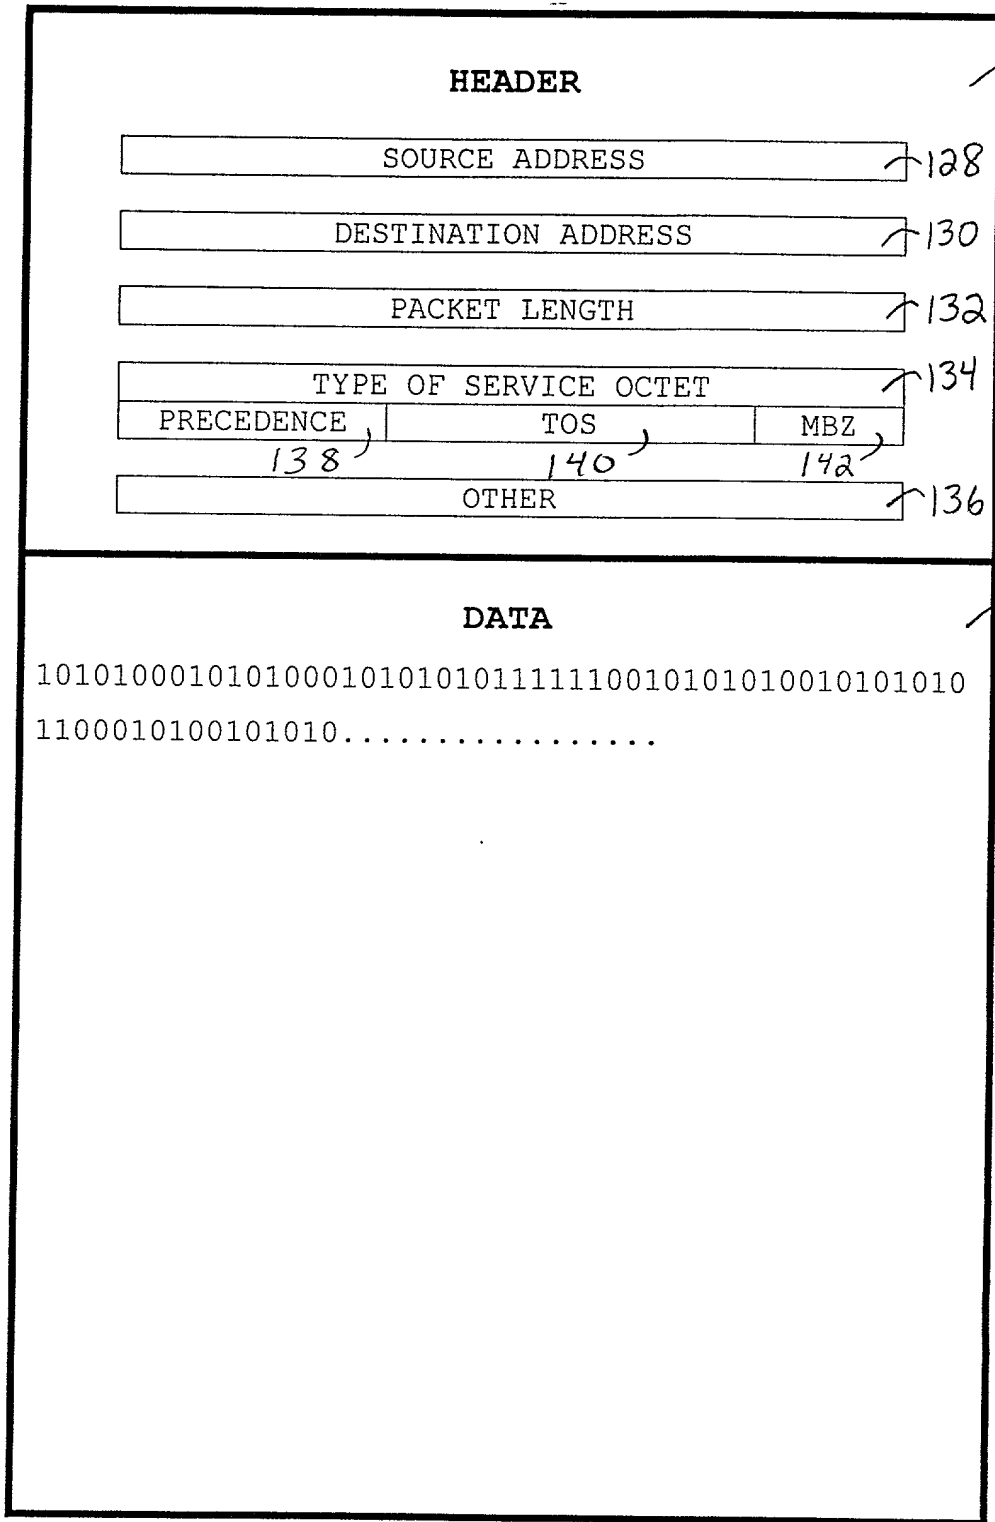 HEADER
SOURCE ADDRESS 128
DESTINATION ADDRESS 130
PACKET LENGTH 132
TYPE OF SERVICE OCTET 134
PRECEDENCE TOS MBZ
138 140 142
OTHER 136
DATA
1010100010101000101010101111110010101010010101010
1100010100101010.................